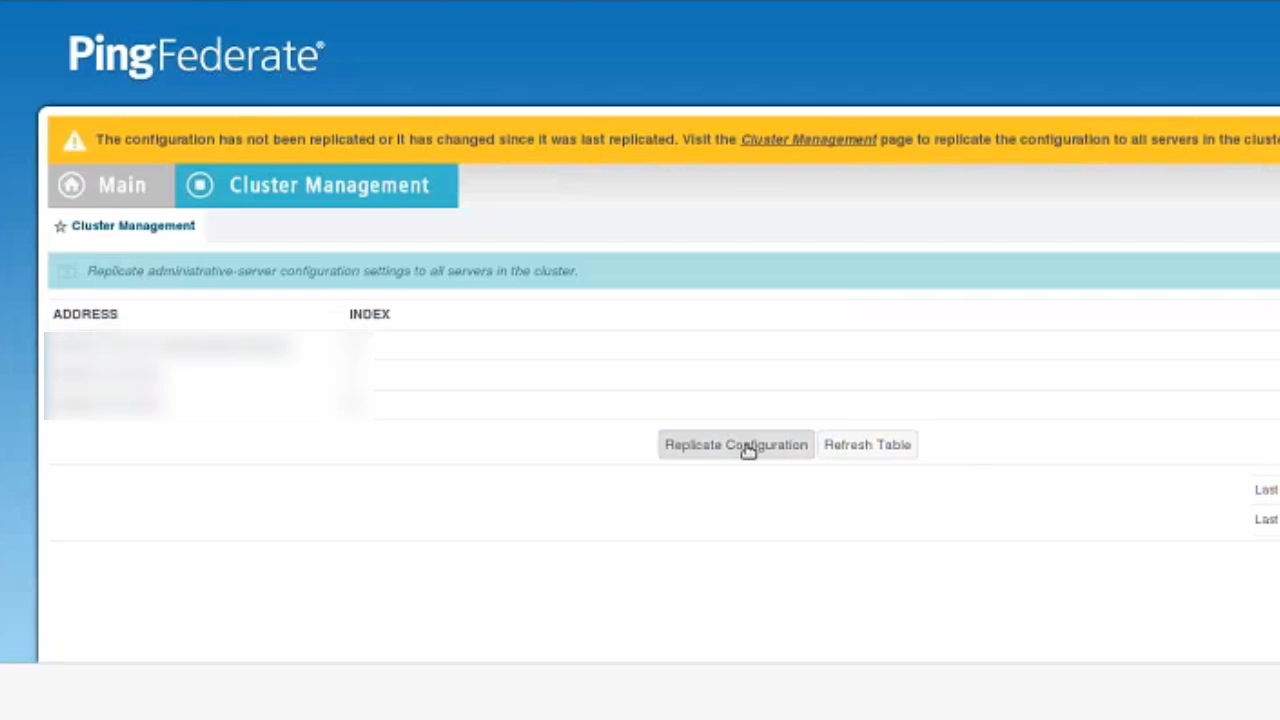 PingFederate®
The configuration has not been replicated or it has changed since it was last replicated. Visit the Cluster Management page to replicate the configuration to all servers in the
Main
Cluster Management
Cluster Management
Replicate administrative-server configuration settings to all servers in the cluster.
ADDRESS INDEX
Replicate Configuration Refresh Table
Last
Last